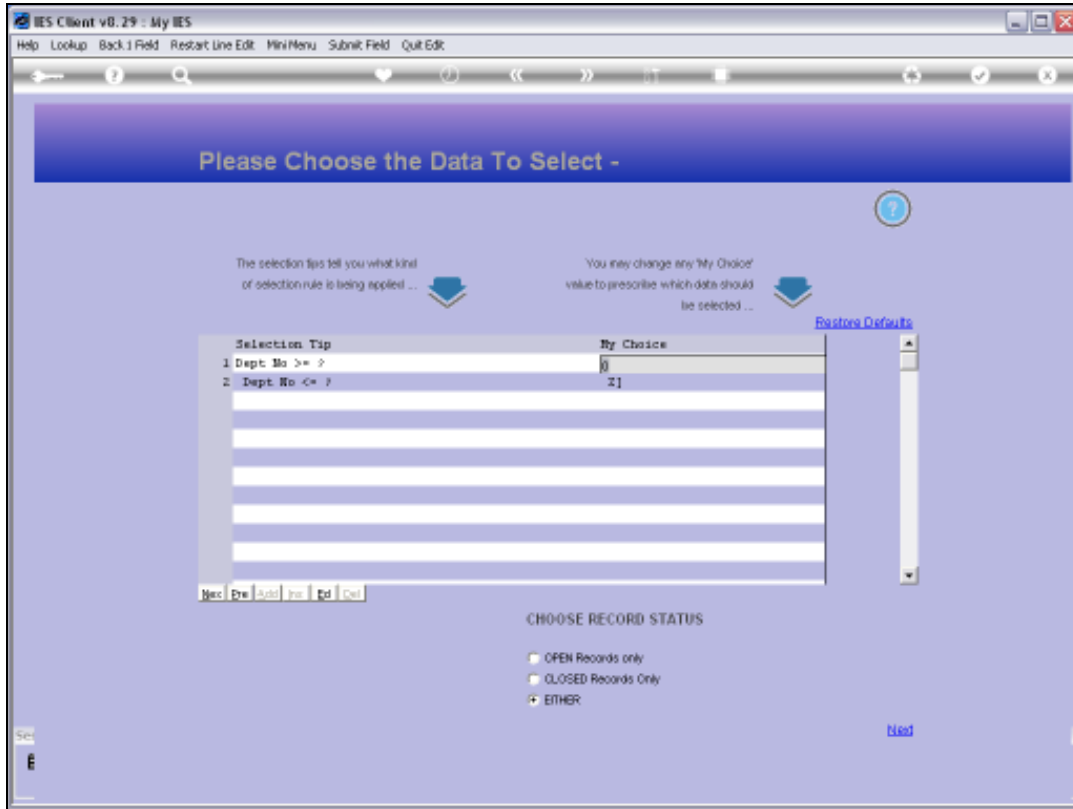 IES Client v8.29 : My IES
Help Lookup Back 1 Field Restart Line Edit MiniMenu Submit Field Quit Edit
Please Choose the Data To Select -
The selection tips tell you what kind
of selection rule is being applied ...
You may change any 'My Choice'
value to prescribe which data should
be selected ...
Restore Defaults
Selection Tip My Choice
1 Dept No >= ? 0
2 Dept No <= ? Z]
Nex Pre Add Ins Ed Del
CHOOSE RECORD STATUS
OPEN Records only
CLOSED Records Only
EITHER
Next